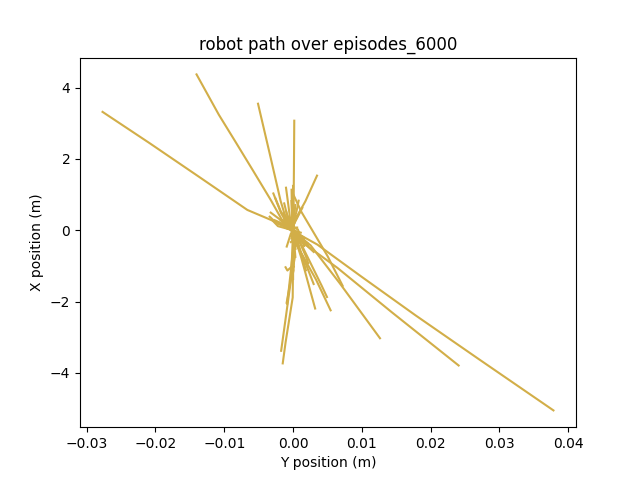 robot path over episodes_6000
X position (m)
4
2
0
−2
−4
−0.03 −0.02 −0.01 0.00 0.01 0.02 0.03 0.04
Y position (m)